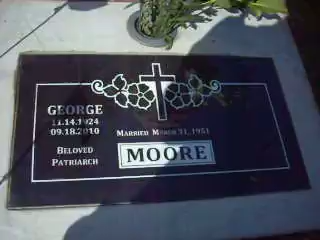 GEORGE
11.14.1924
09.18.2010
MARRIED MARCH 31, 1951
BELOVED
PATRIARCH
MOORE